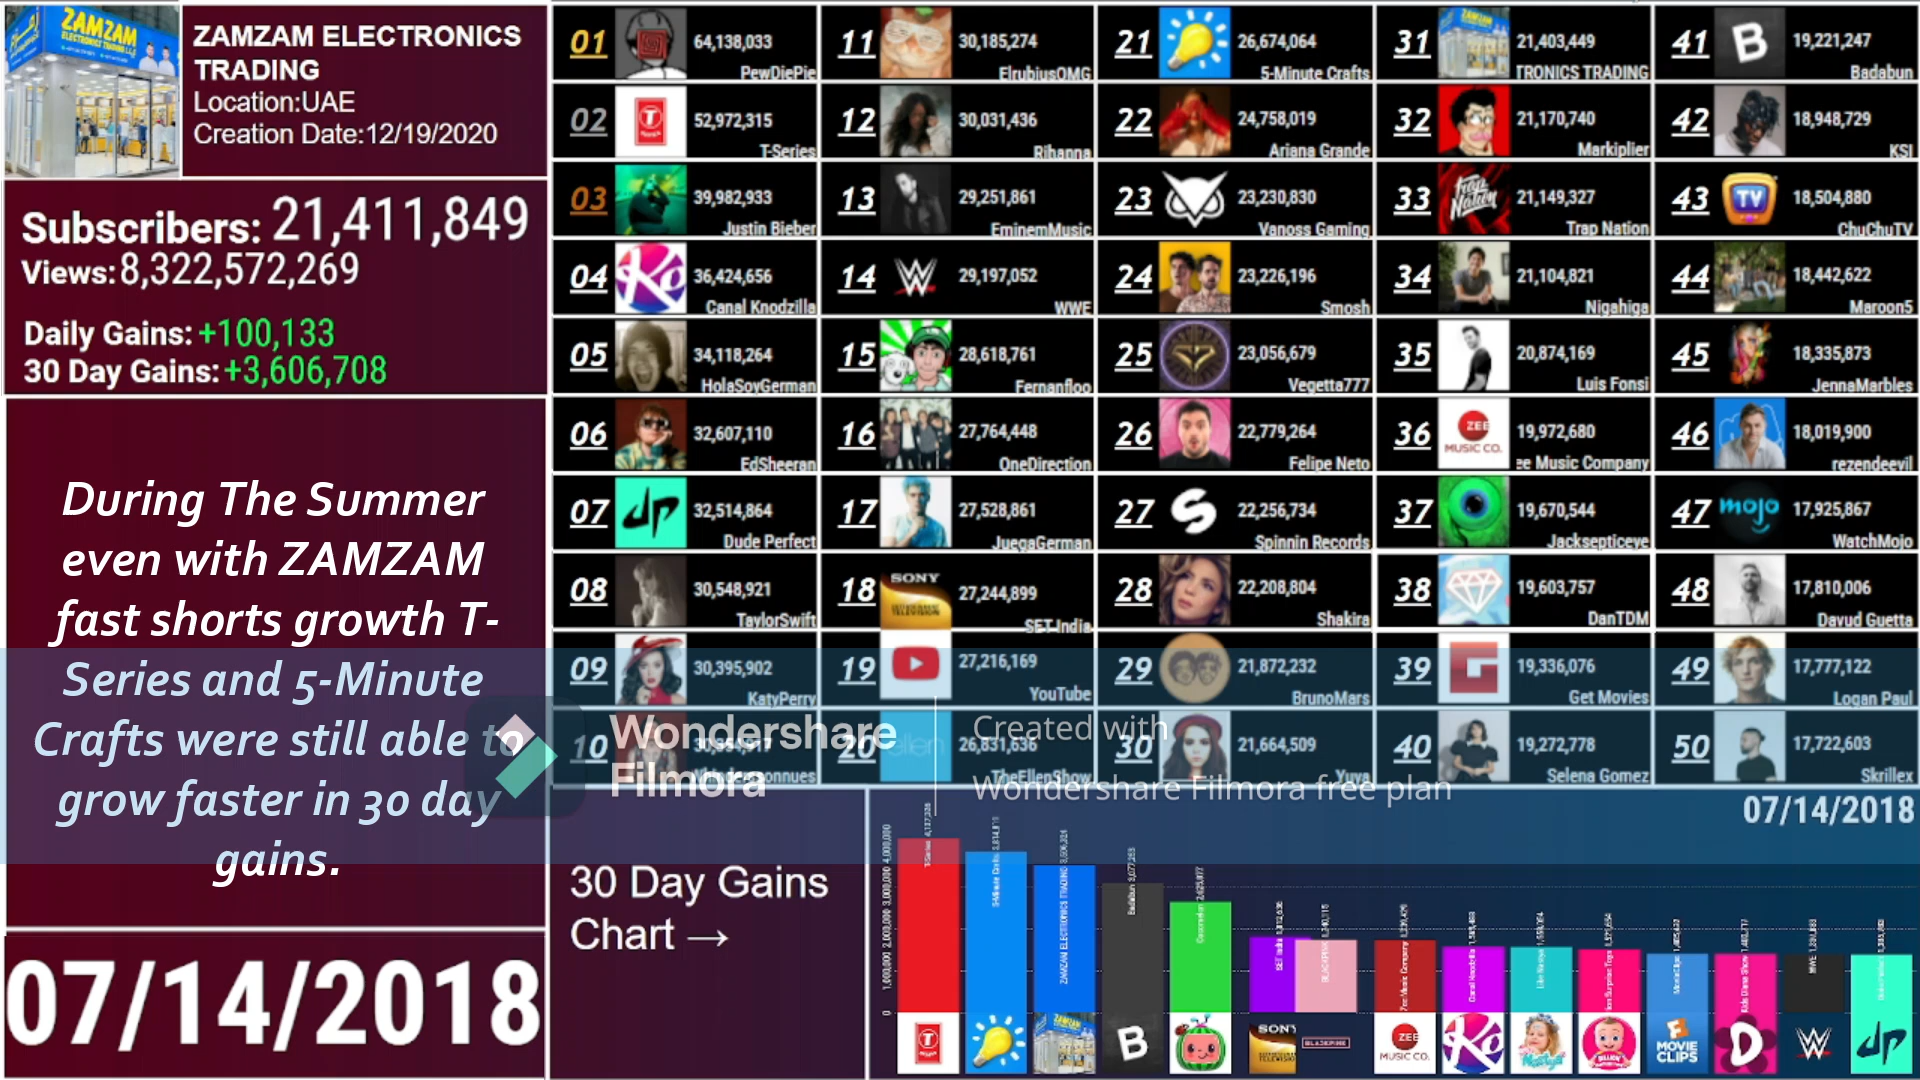 ZAMZAM ELECTRONICS
TRADING
Location:UAE
Creation Date:12/19/2020
Subscribers: 21,411,849
Views: 8,322,572,269
Daily Gains: +100,133
30 Day Gains: +3,606,708
During The Summer
even with ZAMZAM
fast shorts growth T-
Series and 5-Minute
Crafts were still able to
grow faster in 30 day
gains.
07/14/2018
01 64,138,033 PewDiePie
02 52,972,315 T-Series
03 39,982,933 Justin Bieber
04 36,424,656 Canal Kondzilla
05 34,118,264 HolaSoyGerman
06 32,607,110 EdSheeran
07 32,514,864 Dude Perfect
08 30,548,921 TaylorSwift
09 30,395,902 KatyPerry
10
11 30,185,274 ElrubiusOMG
12 30,031,436 Rihanna
13 29,251,861 EminemMusic
14 29,197,052 WWE
15 28,618,761 Fernanfloo
16 27,764,448 OneDirection
17 27,528,861 JuegaGerman
18 27,244,899 SET India
19 27,216,169 YouTube
20 26,831,636 TheEllenShow
21 26,674,064 5-Minute Crafts
22 24,758,019 Ariana Grande
23 23,230,830 Vanoss Gaming
24 23,226,196 Smosh
25 23,056,679 Vegetta777
26 22,779,264 Felipe Neto
27 22,256,734 Spinnin Records
28 22,208,804 Shakira
29 21,872,232 BrunoMars
30 21,664,509 Yuya
31 21,403,449 TRONICS TRADING
32 21,170,740 Markiplier
33 21,149,327 Trap Nation
34 21,104,821 Nigahiga
35 20,874,169 Luis Fonsi
36 19,972,680 ee Music Company
37 19,670,544 Jacksepticeye
38 19,603,757 DanTDM
39 19,336,076 Get Movies
40 19,272,778 Selena Gomez
41 19,221,247 Badabun
42 18,948,729 KSI
43 18,504,880 ChuChuTV
44 18,442,622 Maroon5
45 18,335,873 JennaMarbles
46 18,019,900 rezendeevil
47 17,925,867 WatchMojo
48 17,810,006 Davud Guetta
49 17,777,122 Logan Paul
50 17,722,603 Skrillex
Wondershare
Filmora
Created with
Wondershare Filmora free plan
07/14/2018
30 Day Gains
Chart →